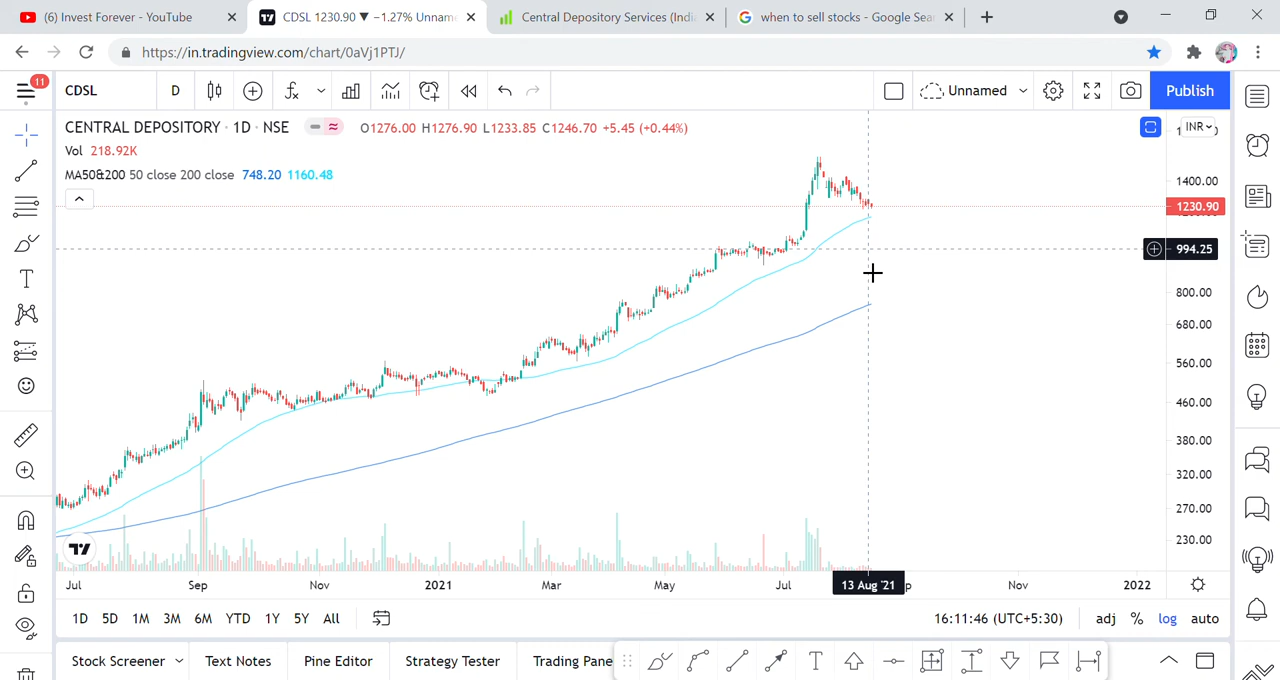 (6) Invest Forever - YouTube
CDSL 1230.90 ▼ −1.27% Unnam
Central Depository Services (Indi
when to sell stocks - Google Sear
https://in.tradingview.com/chart/0aVj1PTJ/
11
CDSL
D
Unnamed
Publish
CENTRAL DEPOSITORY · 1D · NSE
O1276.00 H1276.90 L1233.85 C1246.70 +5.45 (+0.44%)
INR
Vol 218.92K
MA50&200 50 close 200 close 748.20 1160.48
1400.00
1230.90
994.25
800.00
680.00
560.00
460.00
380.00
320.00
270.00
230.00
Jul Sep Nov 2021 Mar May Jul 13 Aug '21 Nov 2022
1D 5D 1M 3M 6M YTD 1Y 5Y All
16:11:46 (UTC+5:30) adj % log auto
Stock Screener Text Notes Pine Editor Strategy Tester Trading Pane